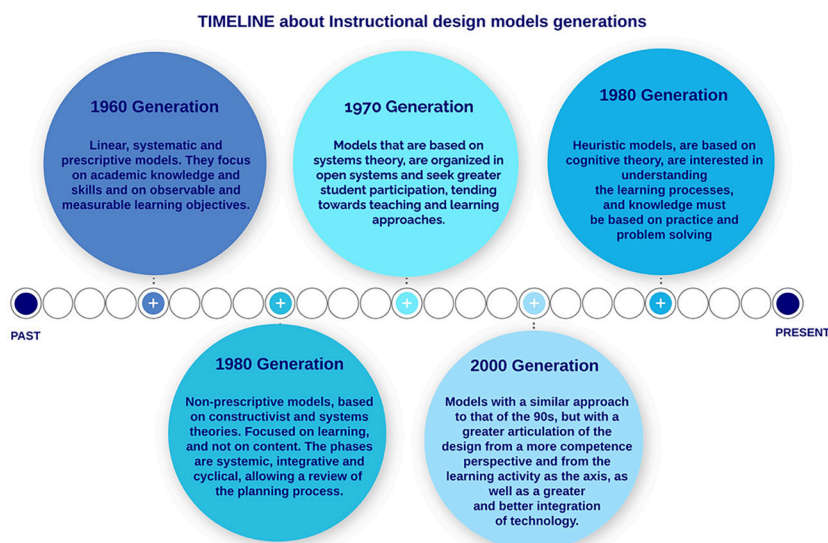 TIMELINE about Instructional design models generations
1960 Generation
Linear, systematic and
prescriptive models. They focus
on academic knowledge and
skills and on observable and
measurable learning objectives.
1970 Generation
Models that are based on
systems theory, are organized in
open systems and seek greater
student participation, tending
towards teaching and learning
approaches.
1980 Generation
Heuristic models, are based on
cognitive theory, are interested in
understanding
the learning processes,
and knowledge must
be based on practice and
problem solving
+
+
+
+
+
PAST
PRESENT
1980 Generation
Non-prescriptive models, based
on constructivist and systems
theories. Focused on learning,
and not on content. The phases
are systemic, integrative and
cyclical, allowing a review of
the planning process.
2000 Generation
Models with a similar approach
to that of the 90s, but with a
greater articulation of the
design from a more competence
perspective and from the
learning activity as the axis, as
well as a greater
and better integration
of technology.